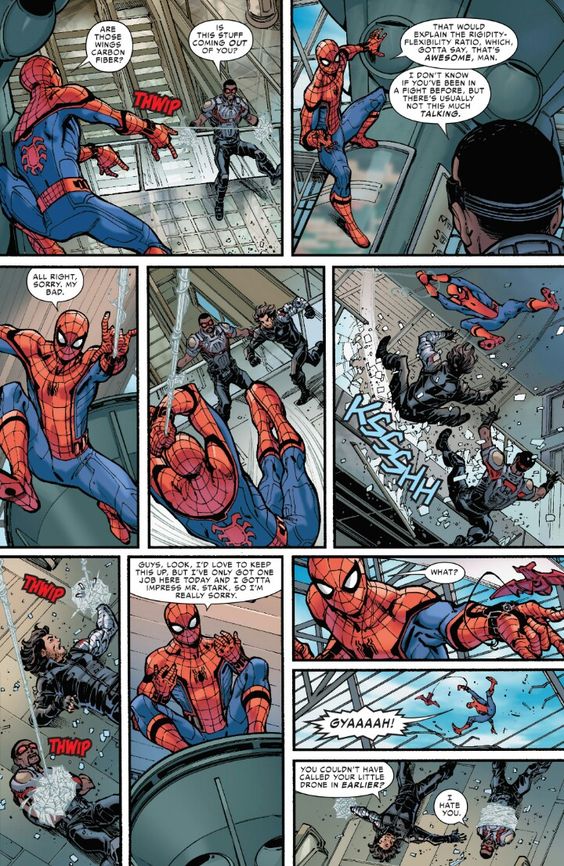 ARE
THOSE
WINGS
CARBON
FIBER?
IS
THIS STUFF
COMING OUT
OF YOU?
THWIP
THAT WOULD
EXPLAIN THE RIGIDITY-
FLEXIBILITY RATIO, WHICH,
GOTTA SAY, THAT'S
AWESOME, MAN.
I DON'T KNOW
IF YOU'VE BEEN IN
A FIGHT BEFORE, BUT
THERE'S USUALLY
NOT THIS MUCH
TALKING.
ALL RIGHT,
SORRY, MY
BAD.
KSSSSHH
THWIP
THWIP
GUYS, LOOK, I'D LOVE TO KEEP
THIS UP, BUT I'VE ONLY GOT ONE
JOB HERE TODAY AND I GOTTA
IMPRESS MR. STARK, SO I'M
REALLY SORRY.
WHAT?
GYAAAAH!
YOU COULDN'T HAVE
CALLED YOUR LITTLE
DRONE IN EARLIER?
I
HATE
YOU.